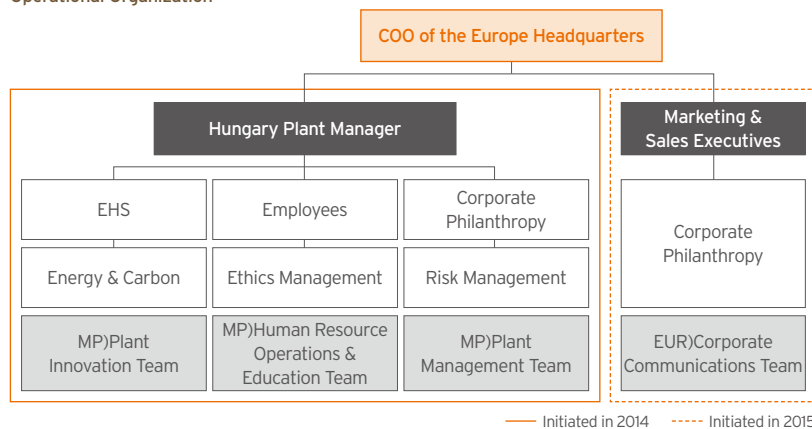 Operational Organization
COO of the Europe Headquarters
Hungary Plant Manager
Marketing &
Sales Executives
EHS
Employees
Corporate
Philanthropy
Corporate
Philanthropy
Energy & Carbon
Ethics Management
Risk Management
MP)Plant
Innovation Team
MP)Human Resource
Operations &
Education Team
MP)Plant
Management Team
EUR)Corporate
Communications Team
Initiated in 2014
Initiated in 2015